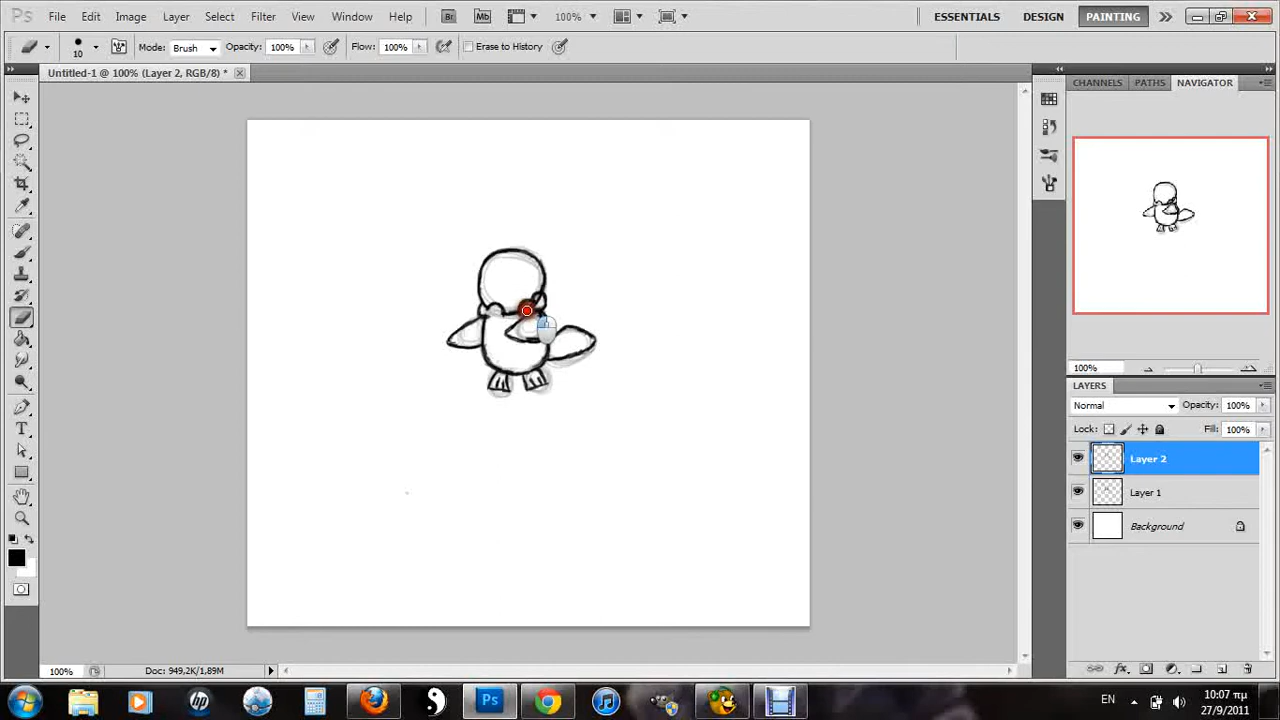 Ps File Edit Image Layer Select Filter View Window Help Br Mb 100% ESSENTIALS DESIGN PAINTING
10 Mode: Brush Opacity: 100% Flow: 100% Erase to History
Untitled-1 @ 100% (Layer 2, RGB/8) *
CHANNELS PATHS NAVIGATOR
100%
LAYERS
Normal Opacity: 100%
Lock: Fill: 100%
Layer 2
Layer 1
Background
T
100% Doc: 949,2K/1,89M
hp Ps EN 10:07 πμ
27/9/2011